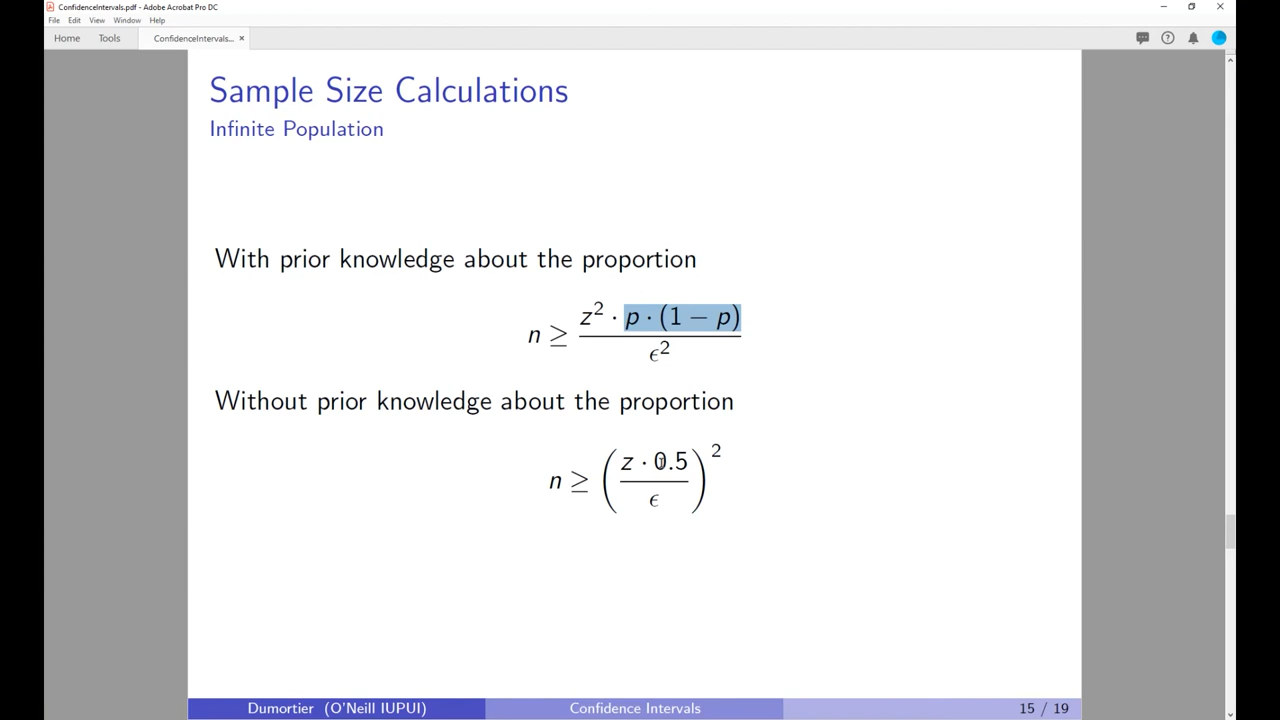 ConfidenceIntervals.pdf - Adobe Acrobat Pro DC
File Edit View Window Help
Home Tools ConfidenceIntervals... ×
Sample Size Calculations
Infinite Population
With prior knowledge about the proportion
n ≥ z² · p · (1 − p) / ϵ²
Without prior knowledge about the proportion
n ≥ (z · 0.5 / ϵ)²
Dumortier (O'Neill IUPUI) Confidence Intervals 15 / 19